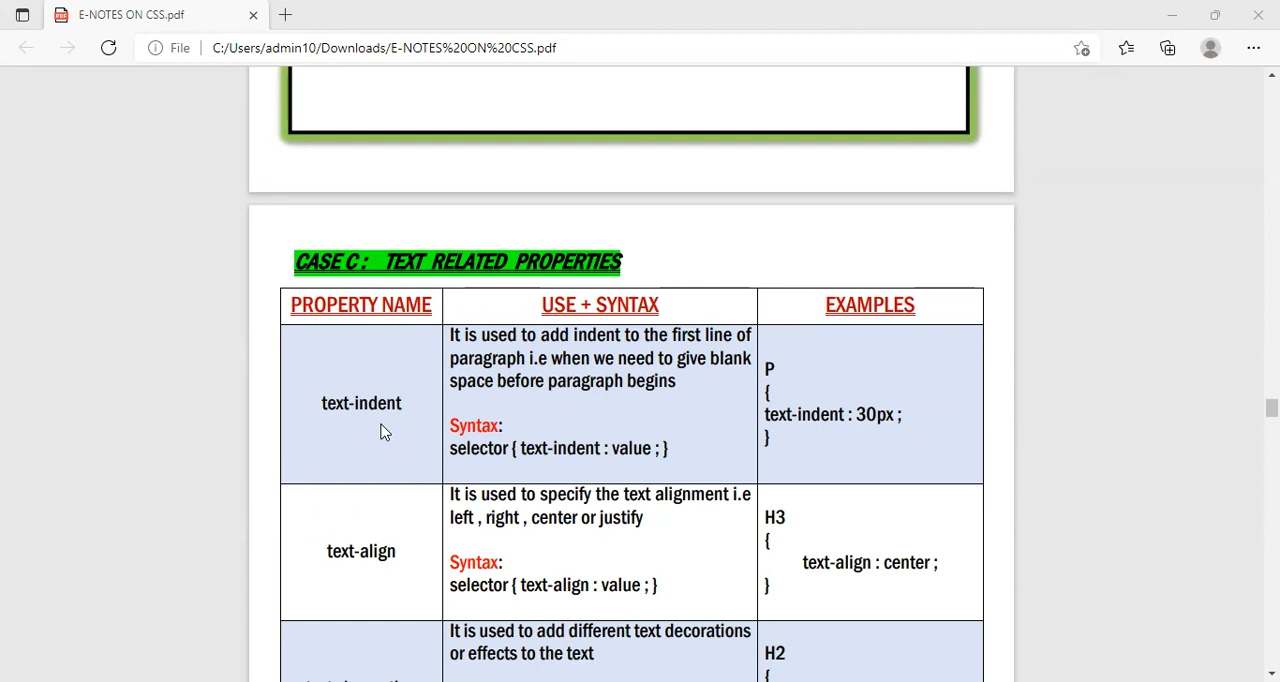 E-NOTES ON CSS.pdf
File C:/Users/admin10/Downloads/E-NOTES%20ON%20CSS.pdf
CASE C : TEXT RELATED PROPERTIES
PROPERTY NAME
USE + SYNTAX
EXAMPLES
text-indent
It is used to add indent to the first line of
paragraph i.e when we need to give blank
space before paragraph begins
Syntax:
selector { text-indent : value ; }
P
{
text-indent : 30px ;
}
text-align
It is used to specify the text alignment i.e
left , right , center or justify
Syntax:
selector { text-align : value ; }
H3
{
text-align : center ;
}
It is used to add different text decorations
or effects to the text
H2
{